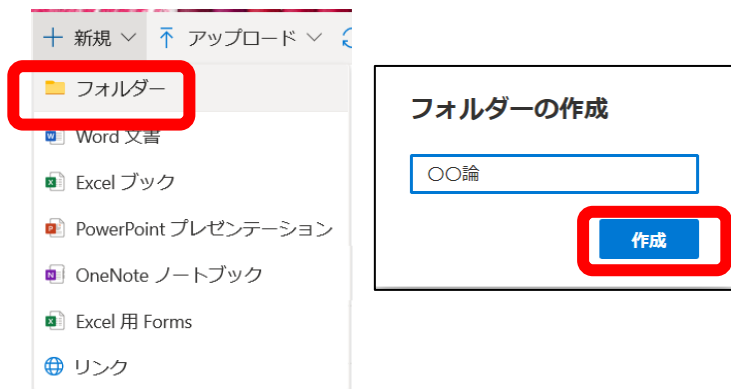 新規 アップロード
フォルダー
Word 文書
Excel ブック
PowerPoint プレゼンテーション
OneNote ノートブック
Excel 用 Forms
リンク
フォルダーの作成
〇〇論
作成